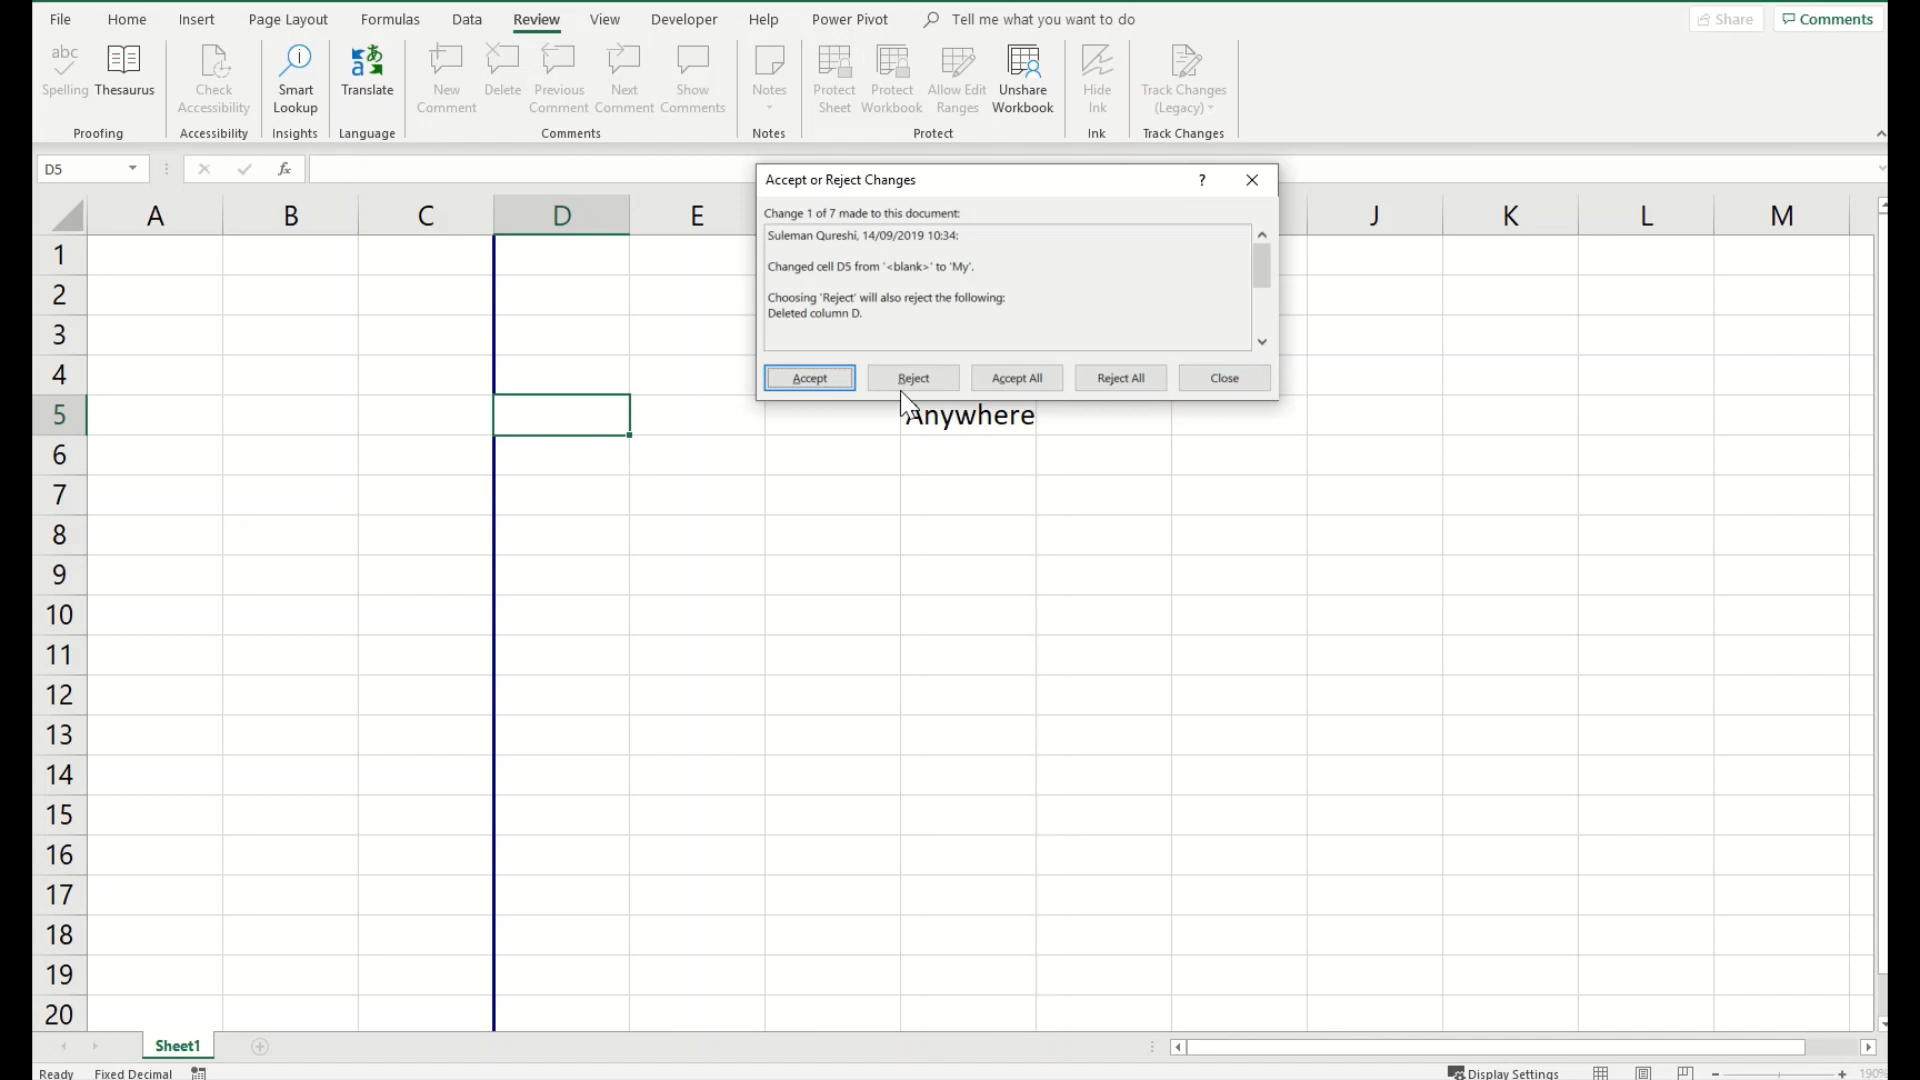 File Home Insert Page Layout Formulas Data Review View Developer Help Power Pivot Tell me what you want to do Share Comments
abc
Spelling Thesaurus Check Accessibility Smart Lookup Translate New Comment Delete Previous Comment Next Comment Show Comments Notes Protect Sheet Protect Workbook Allow Edit Ranges Unshare Workbook Hide Ink Track Changes (Legacy)
Proofing Accessibility Insights Language Comments Notes Protect Ink Track Changes
D5 fx
Accept or Reject Changes ?
Change 1 of 7 made to this document:
Suleman Qureshi, 14/09/2019 10:34:
Changed cell D5 from '<blank>' to 'My'.
Choosing 'Reject' will also reject the following:
Deleted column D.
Accept Reject Accept All Reject All Close
A B C D E J K L M
1
2
3
4
5 Anywhere
6
7
8
9
10
11
12
13
14
15
16
17
18
19
20
Sheet1
Ready Fixed Decimal Display Settings 190%